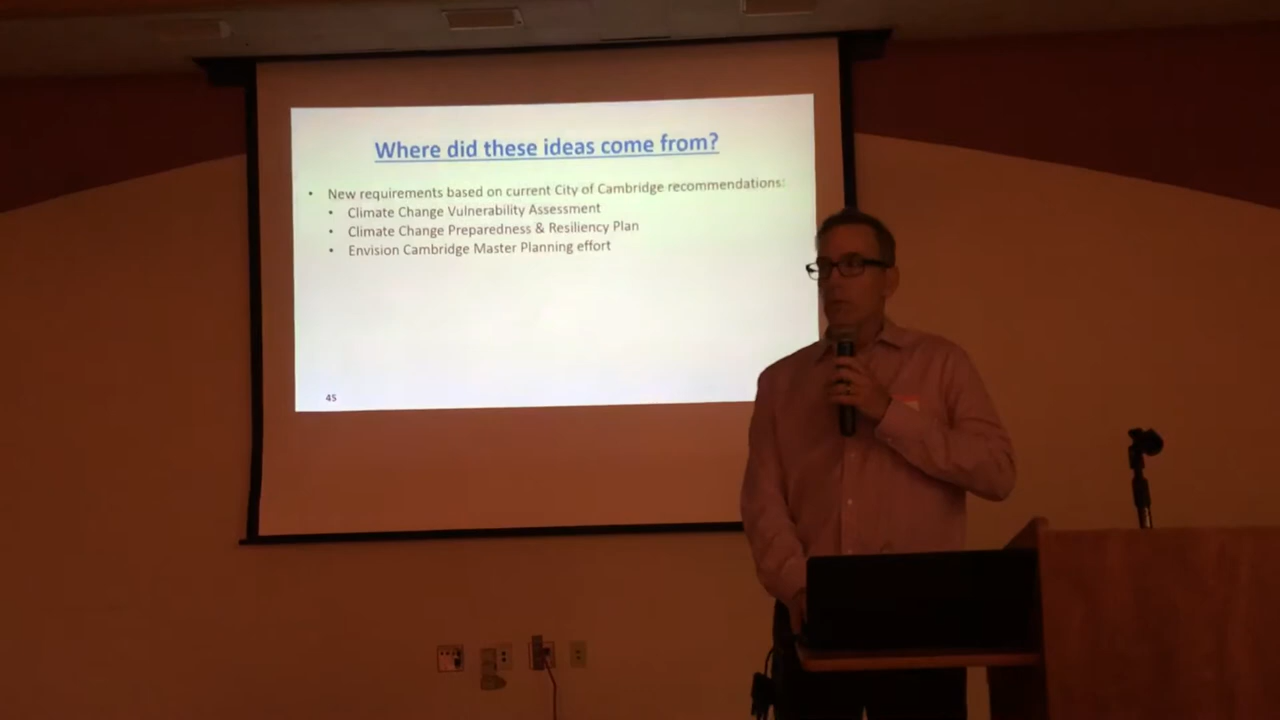 Where did these ideas come from?
• New requirements based on current City of Cambridge recommendations:
• Climate Change Vulnerability Assessment
• Climate Change Preparedness & Resiliency Plan
• Envision Cambridge Master Planning effort
45